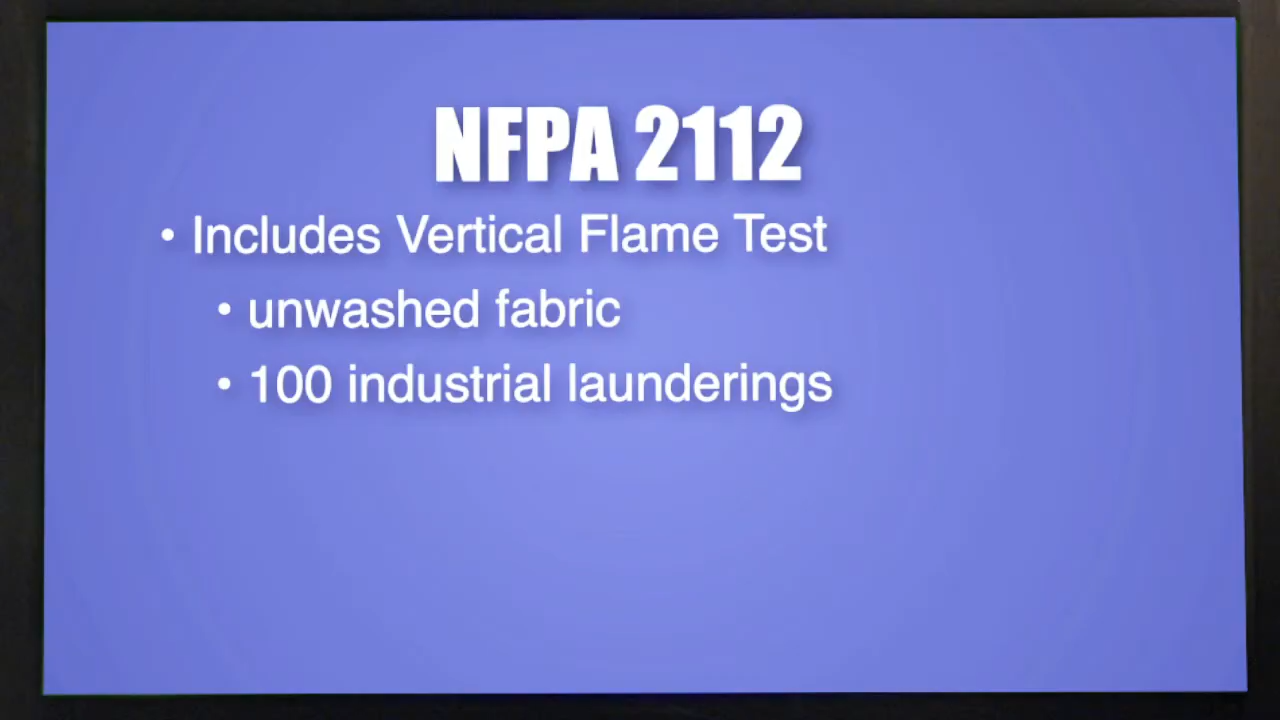 NFPA 2112
• Includes Vertical Flame Test
• unwashed fabric
• 100 industrial launderings